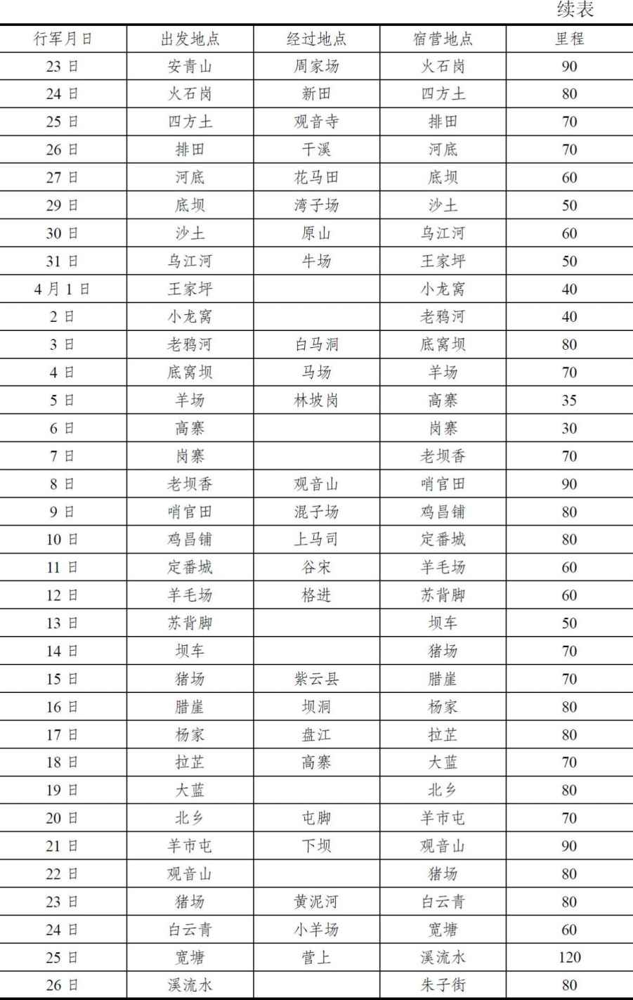 续表
行军月日 出发地点 经过地点 宿营地点 里程
23 日 安青山 周家场 火石岗 90
24 日 火石岗 新田 四方土 80
25 日 四方土 观音寺 排田 70
26 日 排田 干溪 河底 70
27 日 河底 花马田 底坝 60
29 日 底坝 湾子场 沙土 50
30 日 沙土 原山 乌江河 60
31 日 乌江河 牛场 王家坪 50
4 月 1 日 王家坪 小龙窝 40
2 日 小龙窝 老鸦河 40
3 日 老鸦河 白马洞 底窝坝 80
4 日 底窝坝 马场 羊场 70
5 日 羊场 林坡岗 高寨 35
6 日 高寨 岗寨 30
7 日 岗寨 老坝香 70
8 日 老坝香 观音山 哨官田 90
9 日 哨官田 混子场 鸡昌铺 80
10 日 鸡昌铺 上马司 定番城 80
11 日 定番城 谷宋 羊毛场 60
12 日 羊毛场 格进 苏背脚 60
13 日 苏背脚 坝车 50
14 日 坝车 猪场 70
15 日 猪场 紫云县 腊崖 70
16 日 腊崖 坝洞 杨家 80
17 日 杨家 盘江 拉芷 80
18 日 拉芷 高寨 大蓝 70
19 日 大蓝 北乡 80
20 日 北乡 屯脚 羊市屯 70
21 日 羊市屯 下坝 观音山 90
22 日 观音山 猪场 80
23 日 猪场 黄泥河 白云青 80
24 日 白云青 小羊场 宽塘 60
25 日 宽塘 营上 溪流水 120
26 日 溪流水 朱子街 80